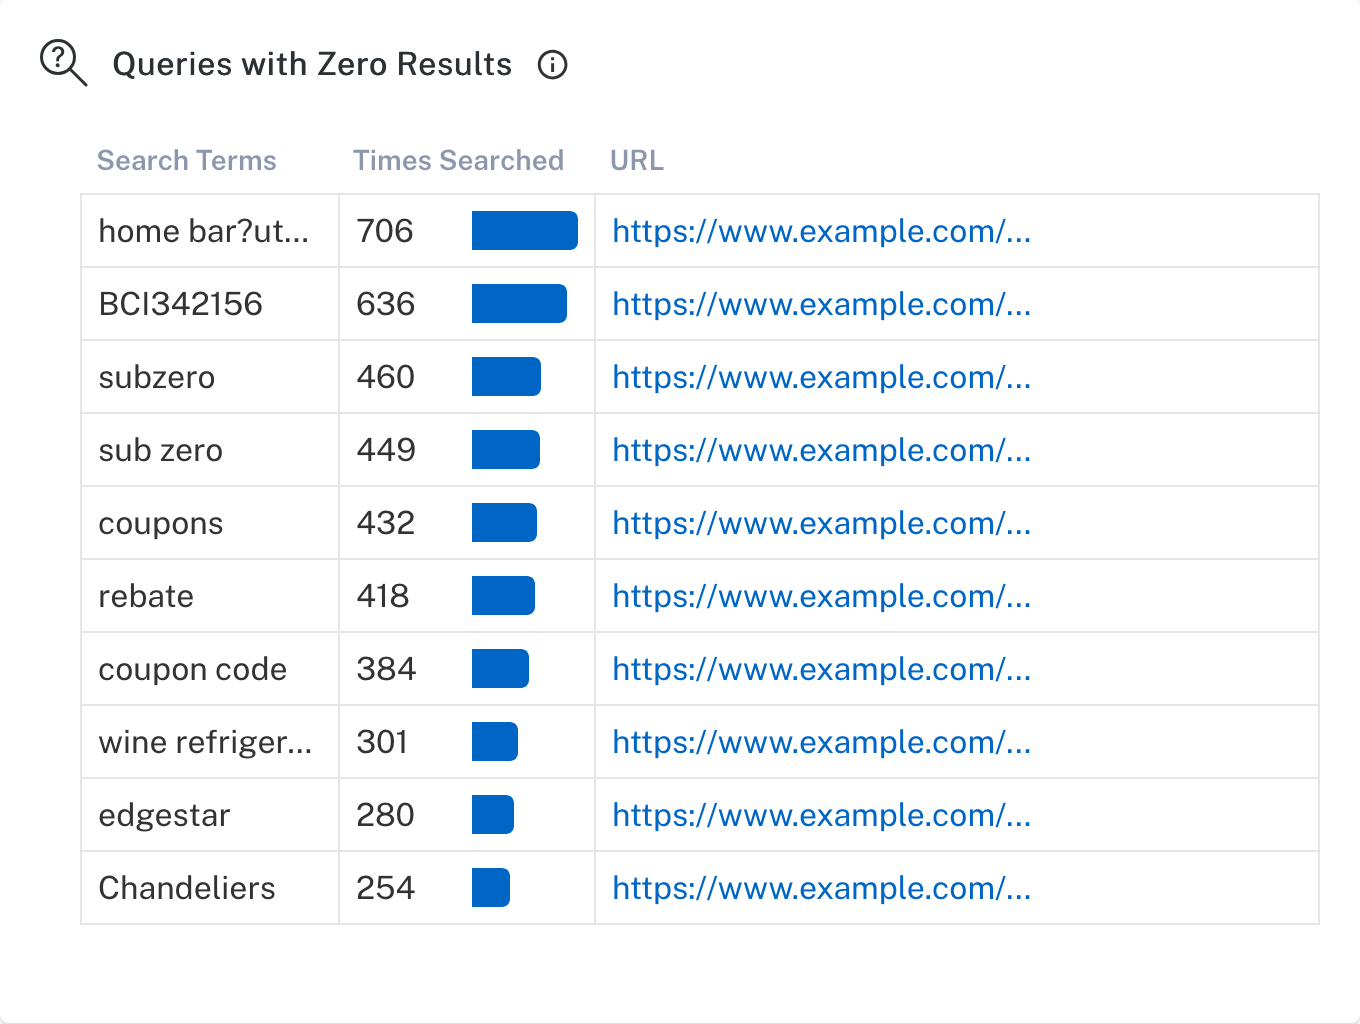 Queries with Zero Results
Search Terms Times Searched URL
home bar?ut... 706 https://www.example.com/...
BCI342156 636 https://www.example.com/...
subzero 460 https://www.example.com/...
sub zero 449 https://www.example.com/...
coupons 432 https://www.example.com/...
rebate 418 https://www.example.com/...
coupon code 384 https://www.example.com/...
wine refriger... 301 https://www.example.com/...
edgestar 280 https://www.example.com/...
Chandeliers 254 https://www.example.com/...